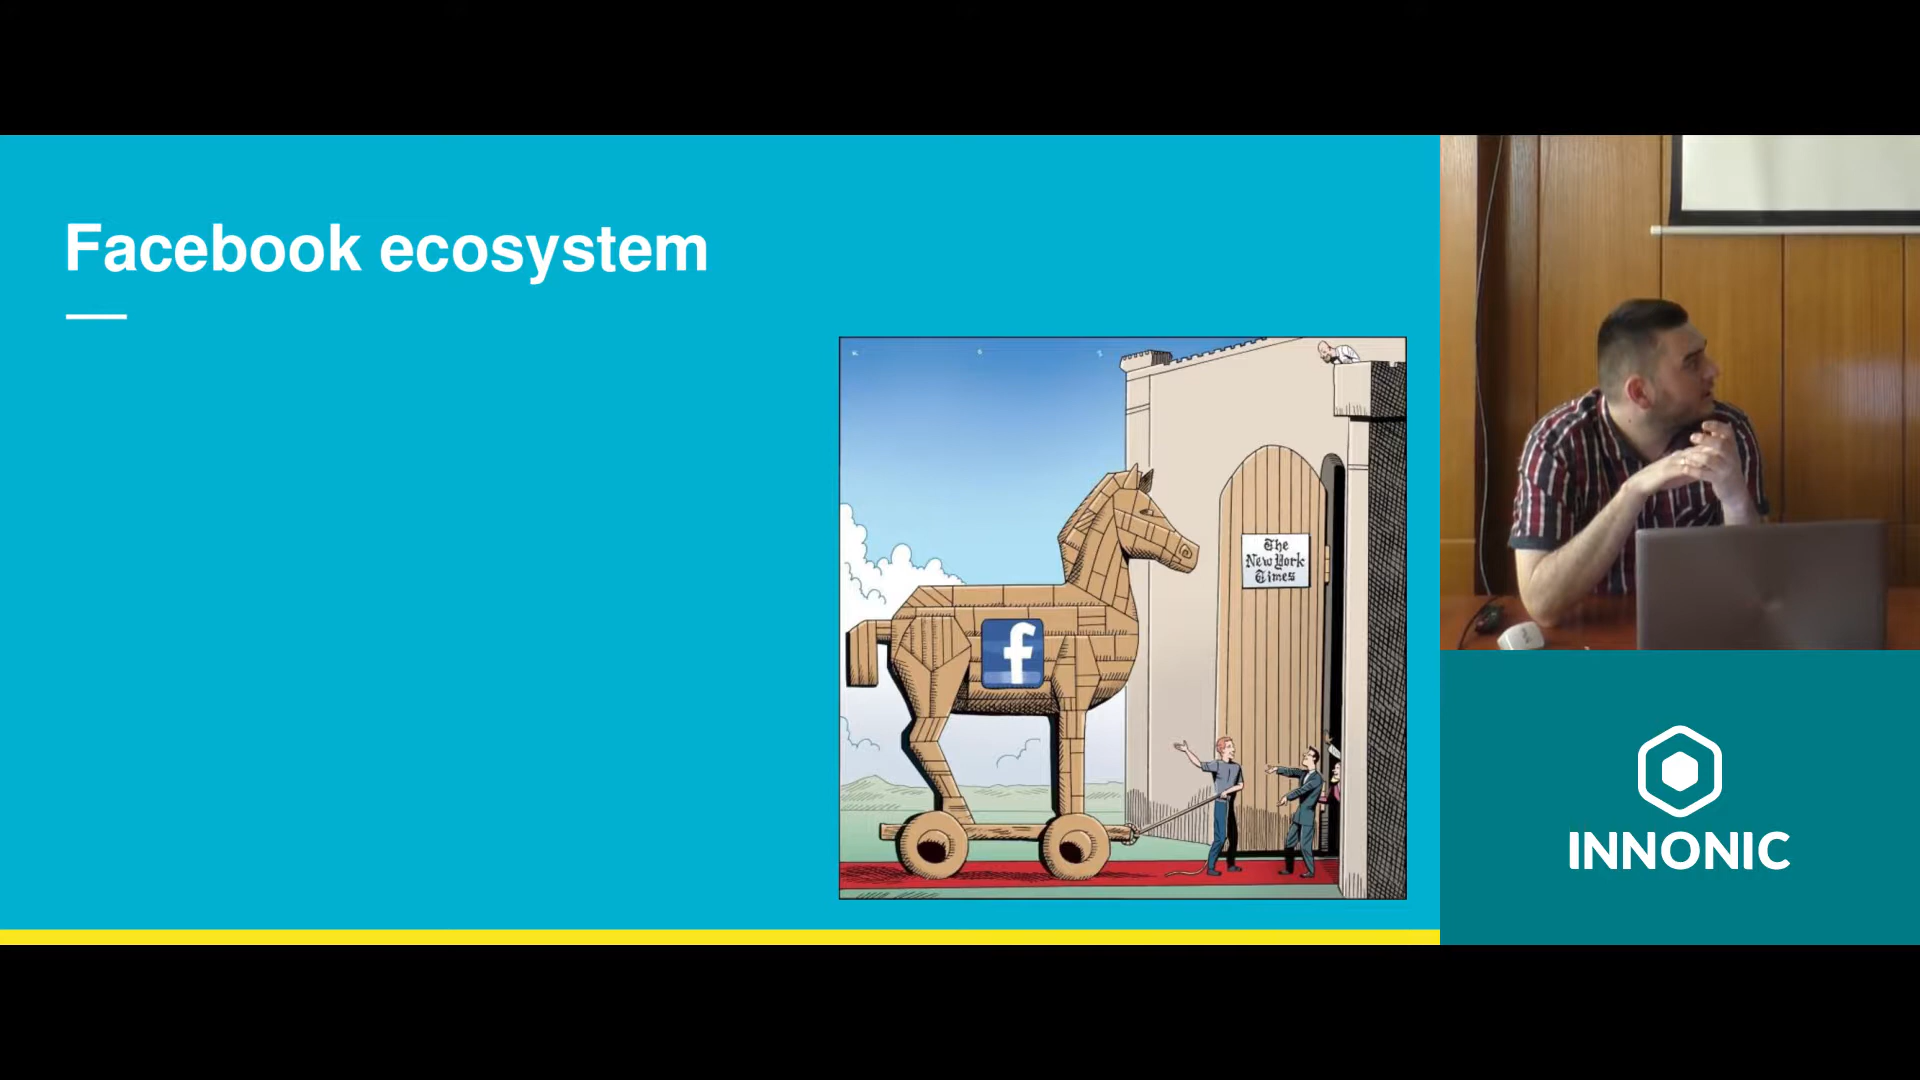 Facebook ecosystem
The
New York
Times
f
INNONIC